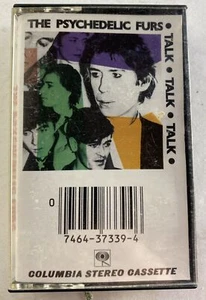 THE PSYCHEDELIC FURS • TALK • TALK • TALK •
0
7464-37339-4
COLUMBIA STEREO CASSETTE